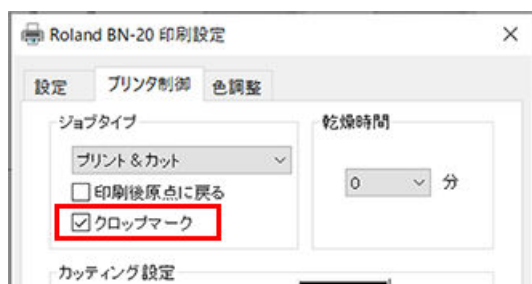 Roland BN-20 印刷設定
設定 プリンタ制御 色調整
ジョブタイプ 乾燥時間
プリント & カット
0 分
印刷後原点に戻る
クロップマーク
カッティング設定